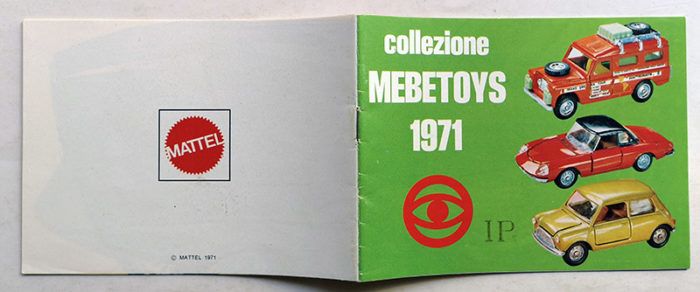 MATTEL
© MATTEL 1971
collezione
MEBETOYS
1971
IP